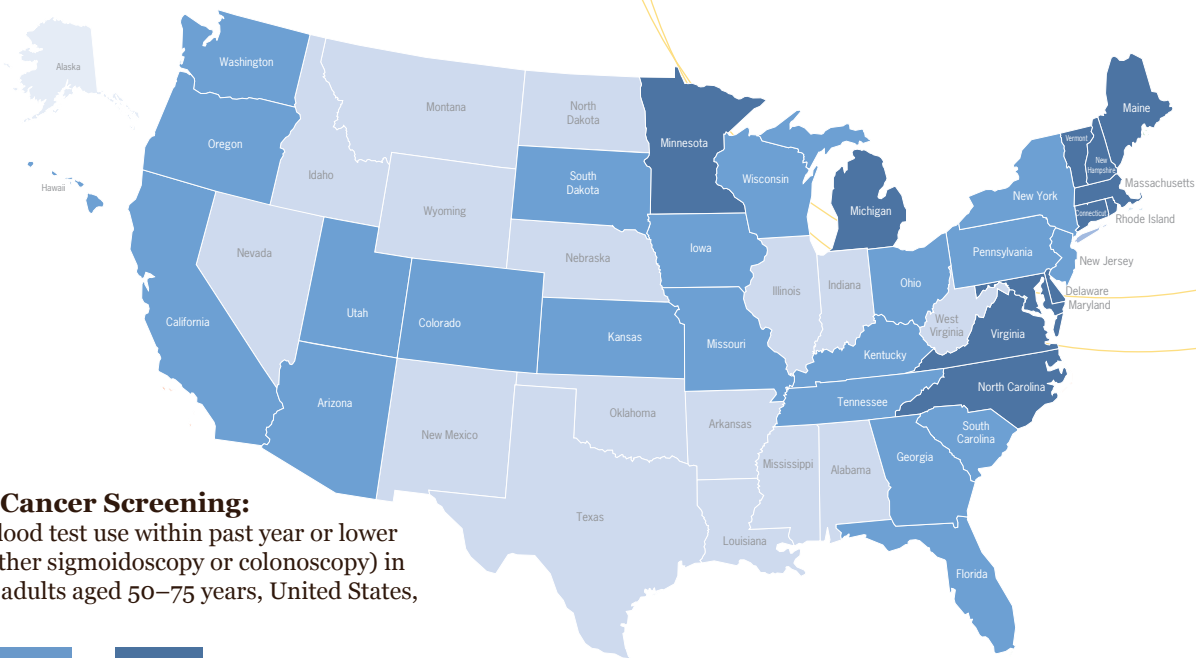 Alaska
Washington
Montana
North
Dakota
Minnesota
Maine
Vermont
New
Hampshire
Oregon
Idaho
South
Dakota
Wisconsin
Michigan
New York
Massachusetts
Connecticut
Rhode Island
Hawaii
Wyoming
Iowa
Pennsylvania
New Jersey
Nevada
Nebraska
Illinois
Indiana
Ohio
Delaware
Maryland
California
Utah
Colorado
Kansas
Missouri
West
Virginia
Virginia
Kentucky
Arizona
New Mexico
Oklahoma
Arkansas
Tennessee
North Carolina
South
Carolina
Mississippi
Alabama
Georgia
Texas
Louisiana
Florida
Cancer Screening:
lood test use within past year or lower
ther sigmoidoscopy or colonoscopy) in
adults aged 50–75 years, United States,